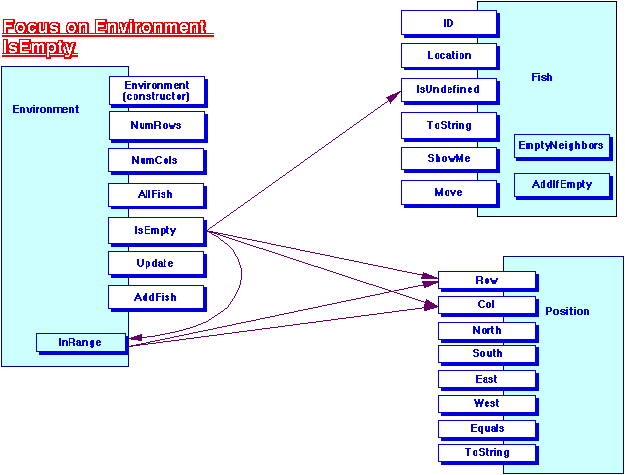 Focus on Environment
IsEmpty
Environment
Environment
(constructor)
NumRows
NumCols
AllFish
IsEmpty
Update
AddFish
InRange
ID
Location
IsUndefined
ToString
ShowMe
Move
Fish
EmptyNeighbors
AddIfEmpty
Row
Col
North
South
East
West
Equals
ToString
Position